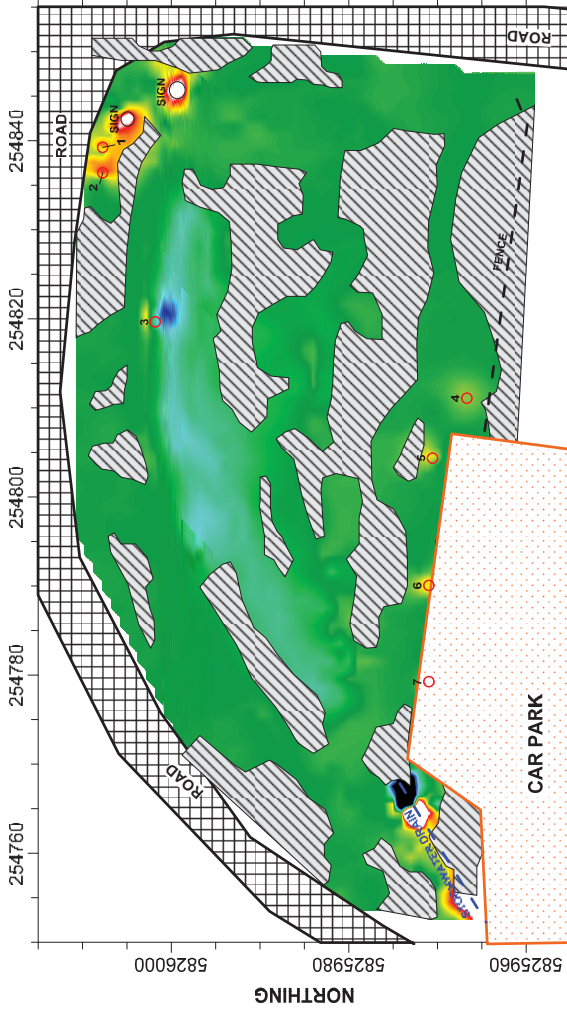 ROAD
ROAD
SIGN
SIGN
1
2
254840
FENCE
254820
3
4
5
254800
6
254780
7
ROAD
CAR PARK
STORMWATER DRAIN
254760
5826000
5825980
5825960
NORTHING